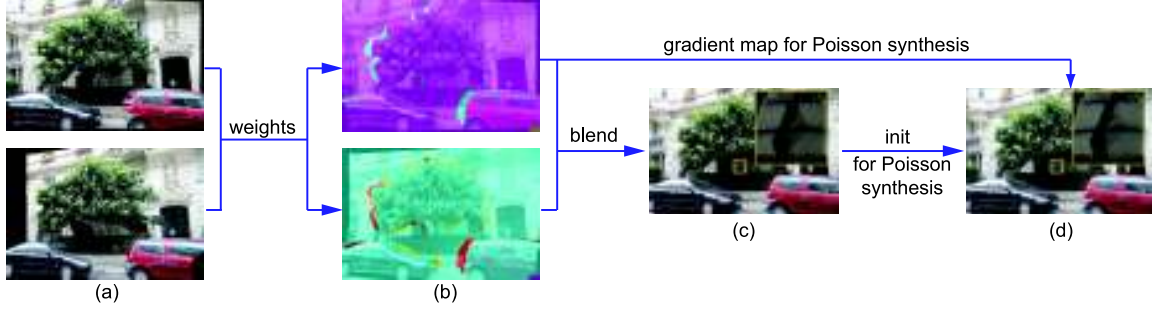 gradient map for Poisson synthesis
weights
blend
init
for Poisson
synthesis
(a)
(b)
(c)
(d)